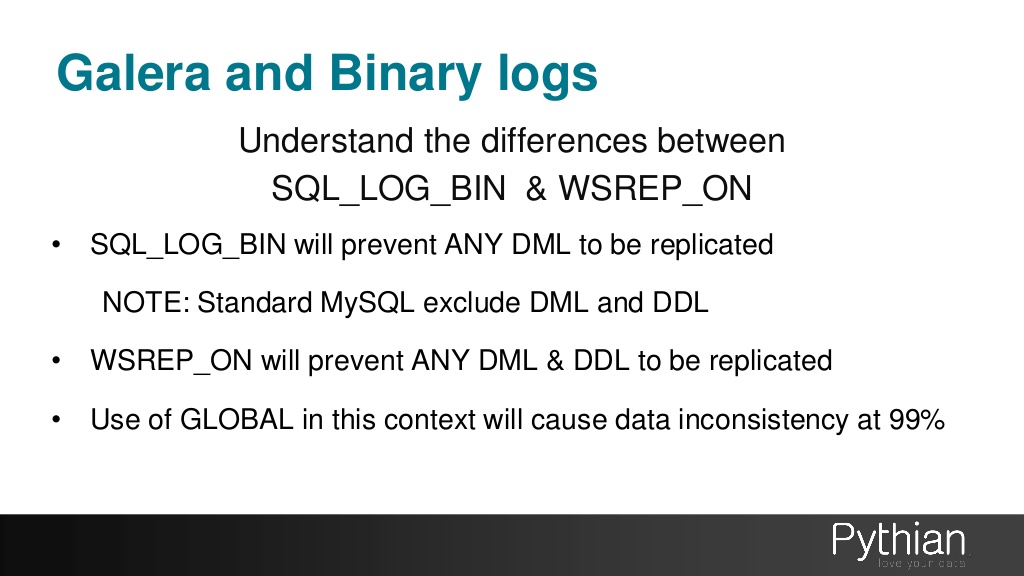 Galera and Binary logs
Understand the differences between
SQL_LOG_BIN & WSREP_ON
• SQL_LOG_BIN will prevent ANY DML to be replicated
NOTE: Standard MySQL exclude DML and DDL
• WSREP_ON will prevent ANY DML & DDL to be replicated
• Use of GLOBAL in this context will cause data inconsistency at 99%
Pythian
love your data